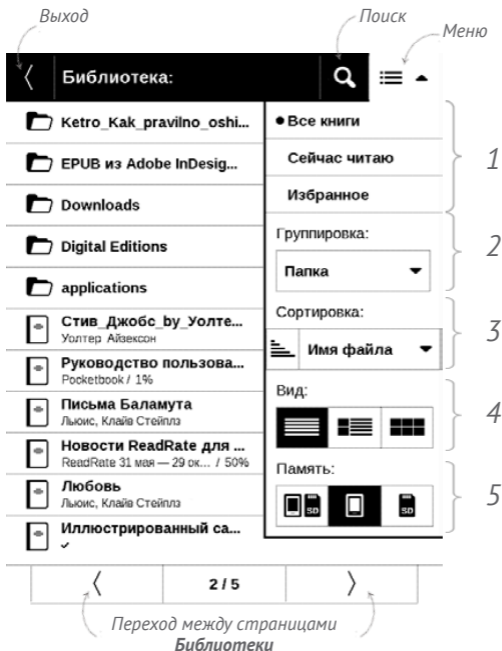 Выход
Поиск
Меню
Библиотека:
Ketro_Kak_pravilno_oshi...
EPUB из Adobe InDesig...
Downloads
Digital Editions
applications
Стив_Джобс_by_Уолте...
Уолтер Айзексон
Руководство пользова...
Pocketbook / 1%
Письма Баламута
Льюис, Клайв Стейплз
Новости ReadRate для ...
ReadRate 31 мая — 29 ок... / 50%
Любовь
Льюис, Клайв Стейплз
Иллюстрированный са...
Все книги
Сейчас читаю
Избранное
1
Группировка:
Папка
2
Сортировка:
Имя файла
3
Вид:
4
Память:
SD
SD
5
2 / 5
Переход между страницами
Библиотеки